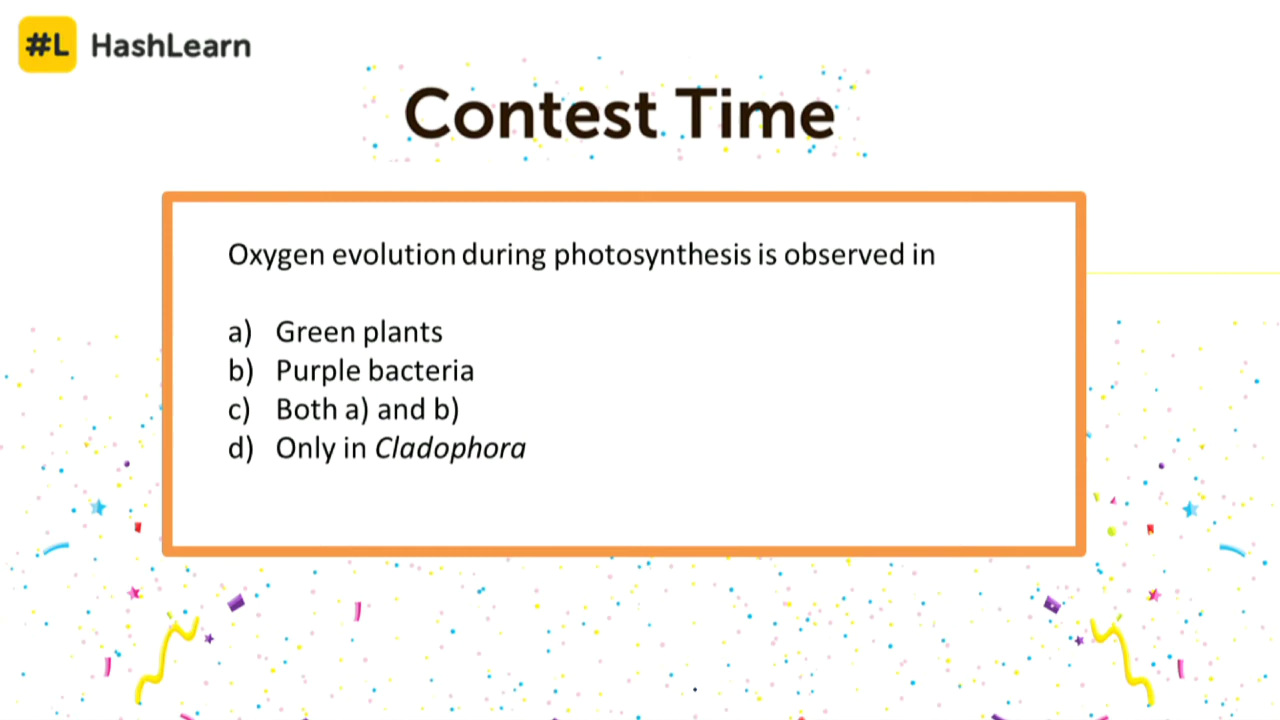 #L HashLearn
Contest Time
Oxygen evolution during photosynthesis is observed in
a) Green plants
b) Purple bacteria
c) Both a) and b)
d) Only in Cladophora